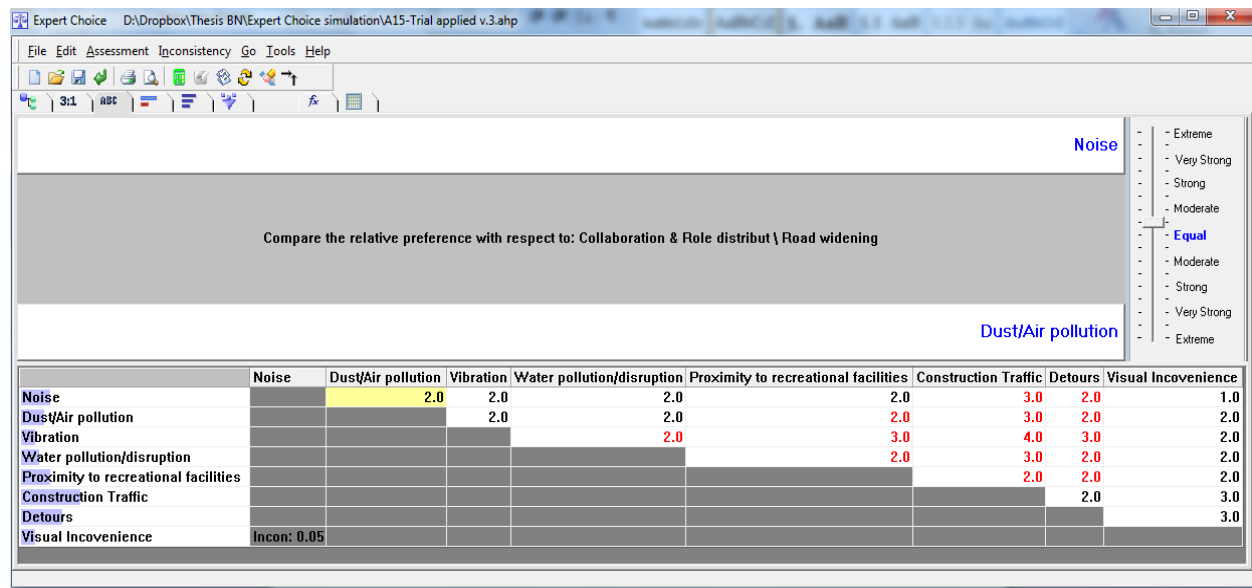 Expert Choice D:\Dropbox\Thesis BN\Expert Choice simulation\A15-Trial applied v.3.ahp
File Edit Assessment Inconsistency Go Tools Help
3:1 ABC fx
Noise
Compare the relative preference with respect to: Collaboration & Role distribut \ Road widening
Dust/Air pollution
Extreme
Very Strong
Strong
Moderate
Equal
Moderate
Strong
Very Strong
Extreme
Noise Dust/Air pollution Vibration Water pollution/disruption Proximity to recreational facilities Construction Traffic Detours Visual Incovenience
Noise 2.0 2.0 2.0 2.0 3.0 2.0 1.0
Dust/Air pollution 2.0 2.0 2.0 3.0 2.0 2.0
Vibration 2.0 3.0 4.0 3.0 2.0
Water pollution/disruption 2.0 3.0 2.0 2.0
Proximity to recreational facilities 2.0 2.0 2.0
Construction Traffic 2.0 3.0
Detours 3.0
Visual Incovenience Incon: 0.05